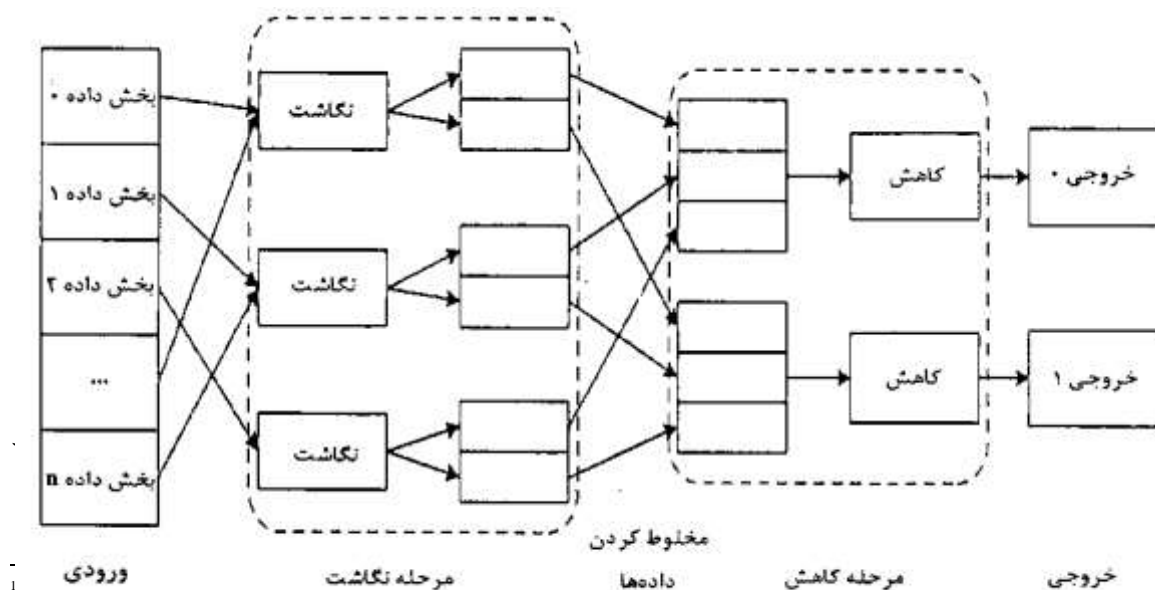 بخش داده ۰
بخش داده ۱
بخش داده ۲
...
بخش داده n
ورودی
نگاشت
نگاشت
نگاشت
مرحله نگاشت
مخلوط کردن
داده‌ها
کاهش
کاهش
مرحله کاهش
خروجی ۰
خروجی ۱
خروجی